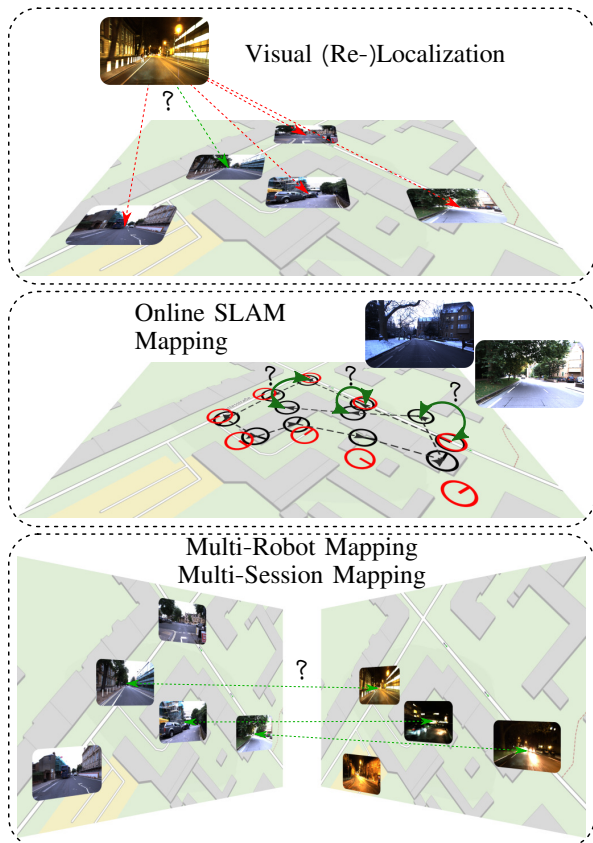 Visual (Re-)Localization
?
Online SLAM
Mapping
?
?
?
Multi-Robot Mapping
Multi-Session Mapping
?